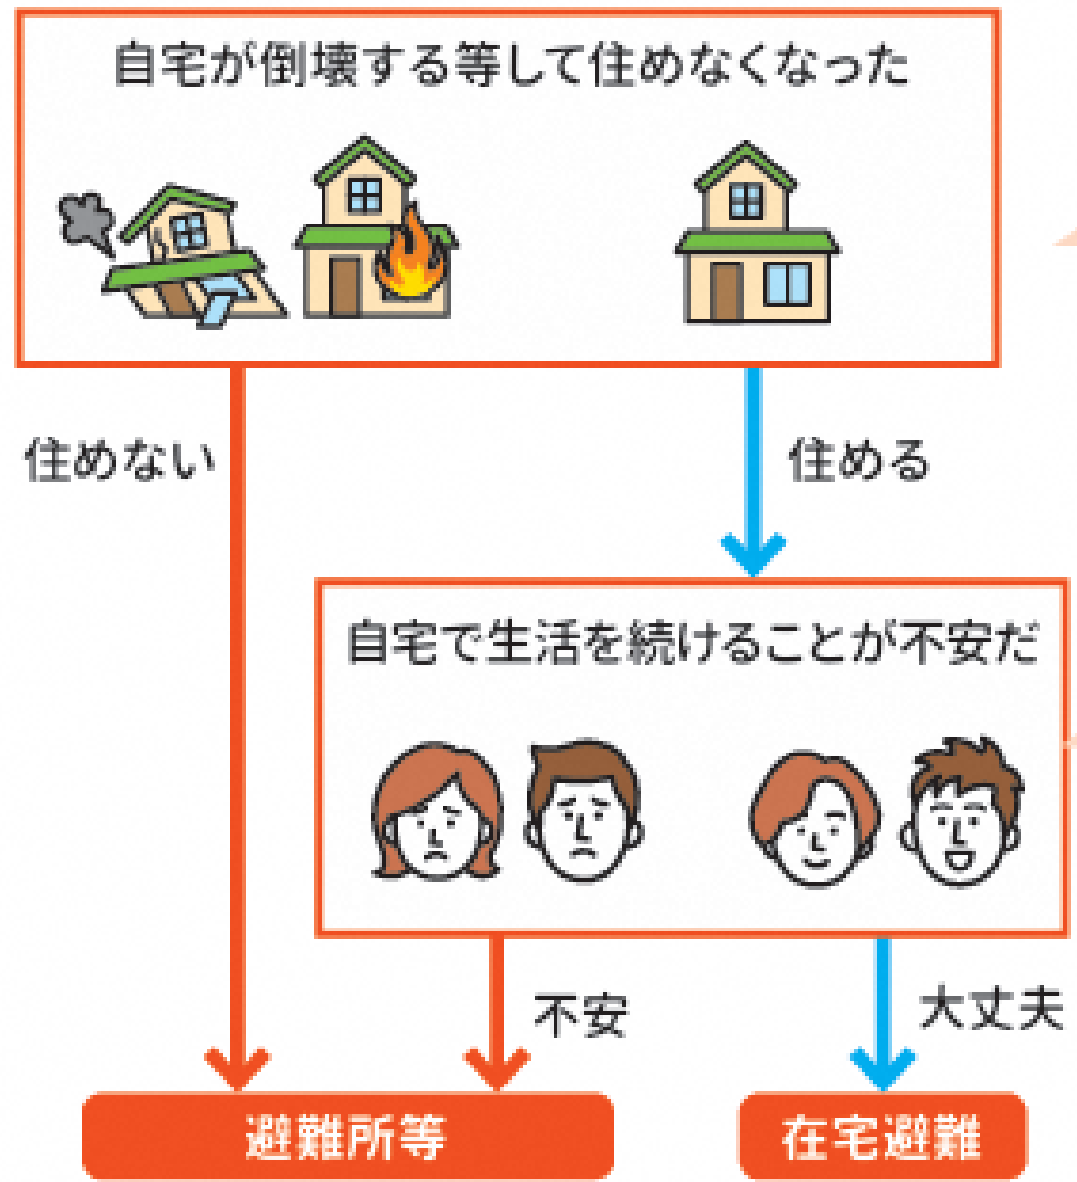 自宅が倒壊する等して住めなくなった
住めない
住める
自宅で生活を続けることが不安だ
不安
大丈夫
避難所等
在宅避難